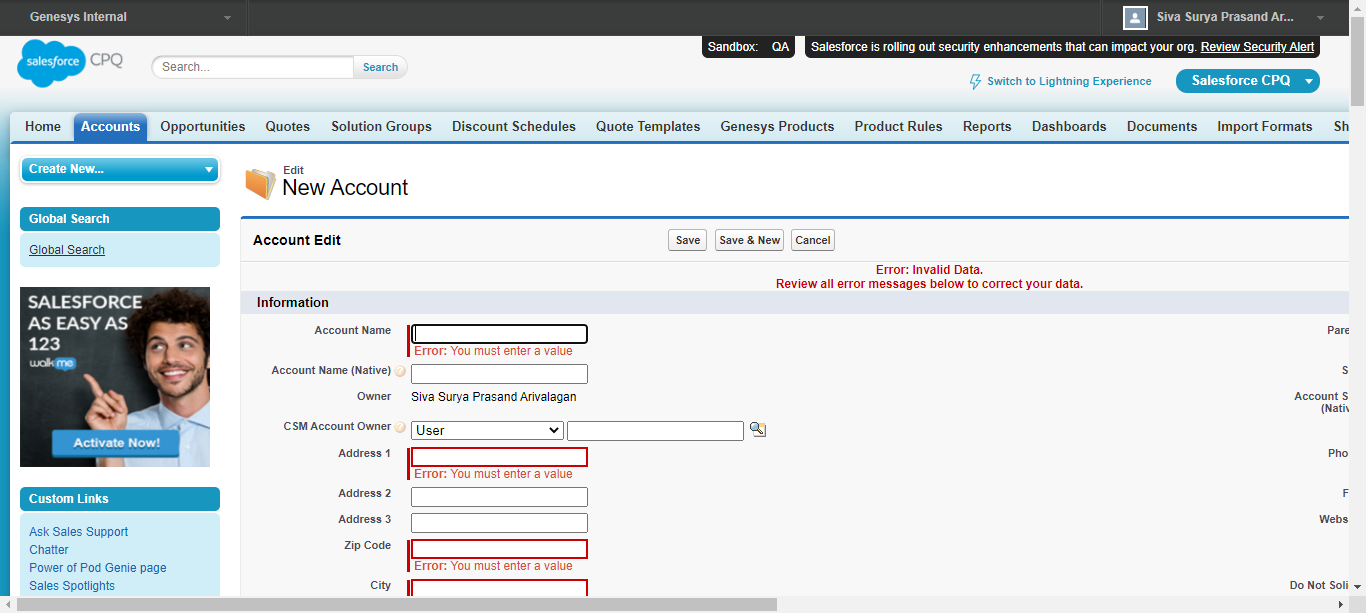 Genesys Internal
Siva Surya Prasand Ar...
Sandbox: QA
Salesforce is rolling out security enhancements that can impact your org. Review Security Alert
salesforce CPQ
Search...
Search
Switch to Lightning Experience
Salesforce CPQ
Home Accounts Opportunities Quotes Solution Groups Discount Schedules Quote Templates Genesys Products Product Rules Reports Dashboards Documents Import Formats Sh
Create New...
Global Search
Global Search
SALESFORCE
AS EASY AS
123
walkme
Activate Now!
Custom Links
Ask Sales Support
Chatter
Power of Pod Genie page
Sales Spotlights
Edit
New Account
Account Edit
Save
Save & New
Cancel
Error: Invalid Data.
Review all error messages below to correct your data.
Information
Account Name
Error: You must enter a value
Account Name (Native)
Owner Siva Surya Prasand Arivalagan
CSM Account Owner User
Address 1
Error: You must enter a value
Address 2
Address 3
Zip Code
Error: You must enter a value
City
Pare
S
Account S
(Nativ
Pho
F
Webs
Do Not Soli